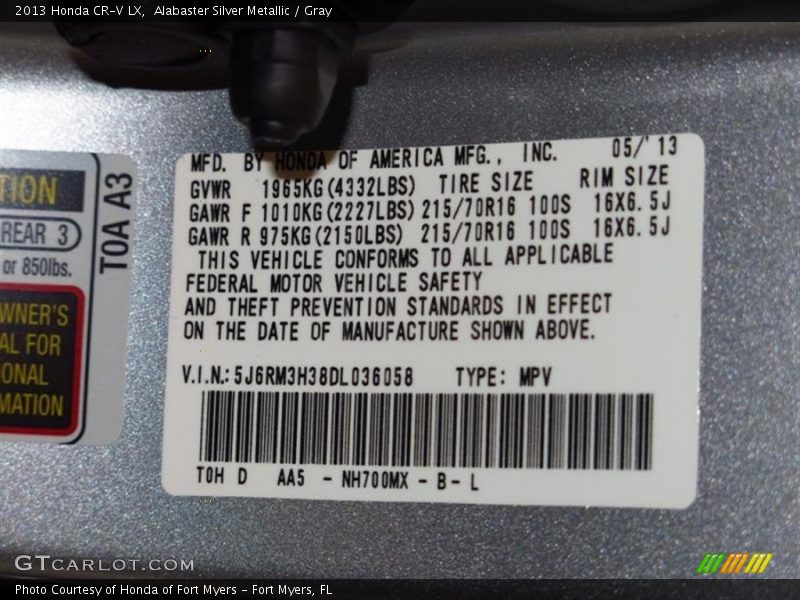 2013 Honda CR-V LX,  Alabaster Silver Metallic / Gray
TION
REAR 3
or 850lbs.
WNER'S
AL FOR
ONAL
MATION
TOA A3
MFD. BY HONDA OF AMERICA MFG., INC. 05/'13
GVWR 1965KG(4332LBS) TIRE SIZE RIM SIZE
GAWR F 1010KG(2227LBS) 215/70R16 100S 16X6.5J
GAWR R 975KG(2150LBS) 215/70R16 100S 16X6.5J
THIS VEHICLE CONFORMS TO ALL APPLICABLE
FEDERAL MOTOR VEHICLE SAFETY
AND THEFT PREVENTION STANDARDS IN EFFECT
ON THE DATE OF MANUFACTURE SHOWN ABOVE.
V.I.N.: 5J6RM3H38DL036058 TYPE: MPV
T0H D AA5 - NH700MX - B- L
GTCARLOT.COM
Photo Courtesy of Honda of Fort Myers - Fort Myers, FL